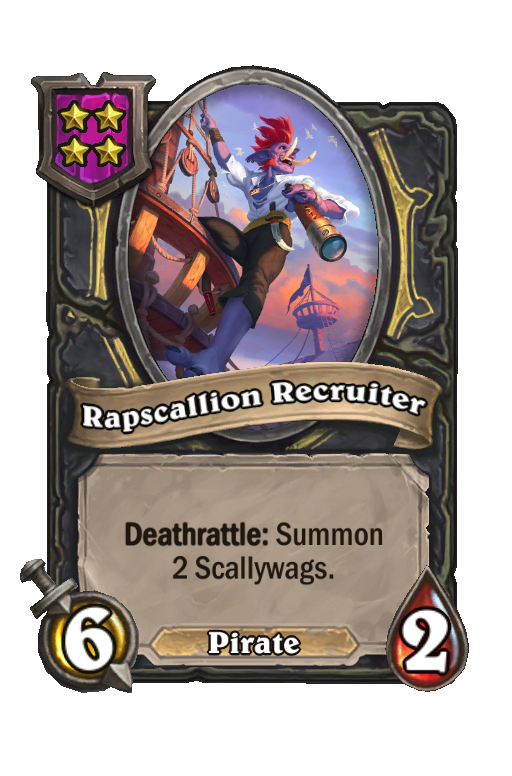 Rapscallion Recruiter
Deathrattle: Summon
2 Scallywags.
6
Pirate
2